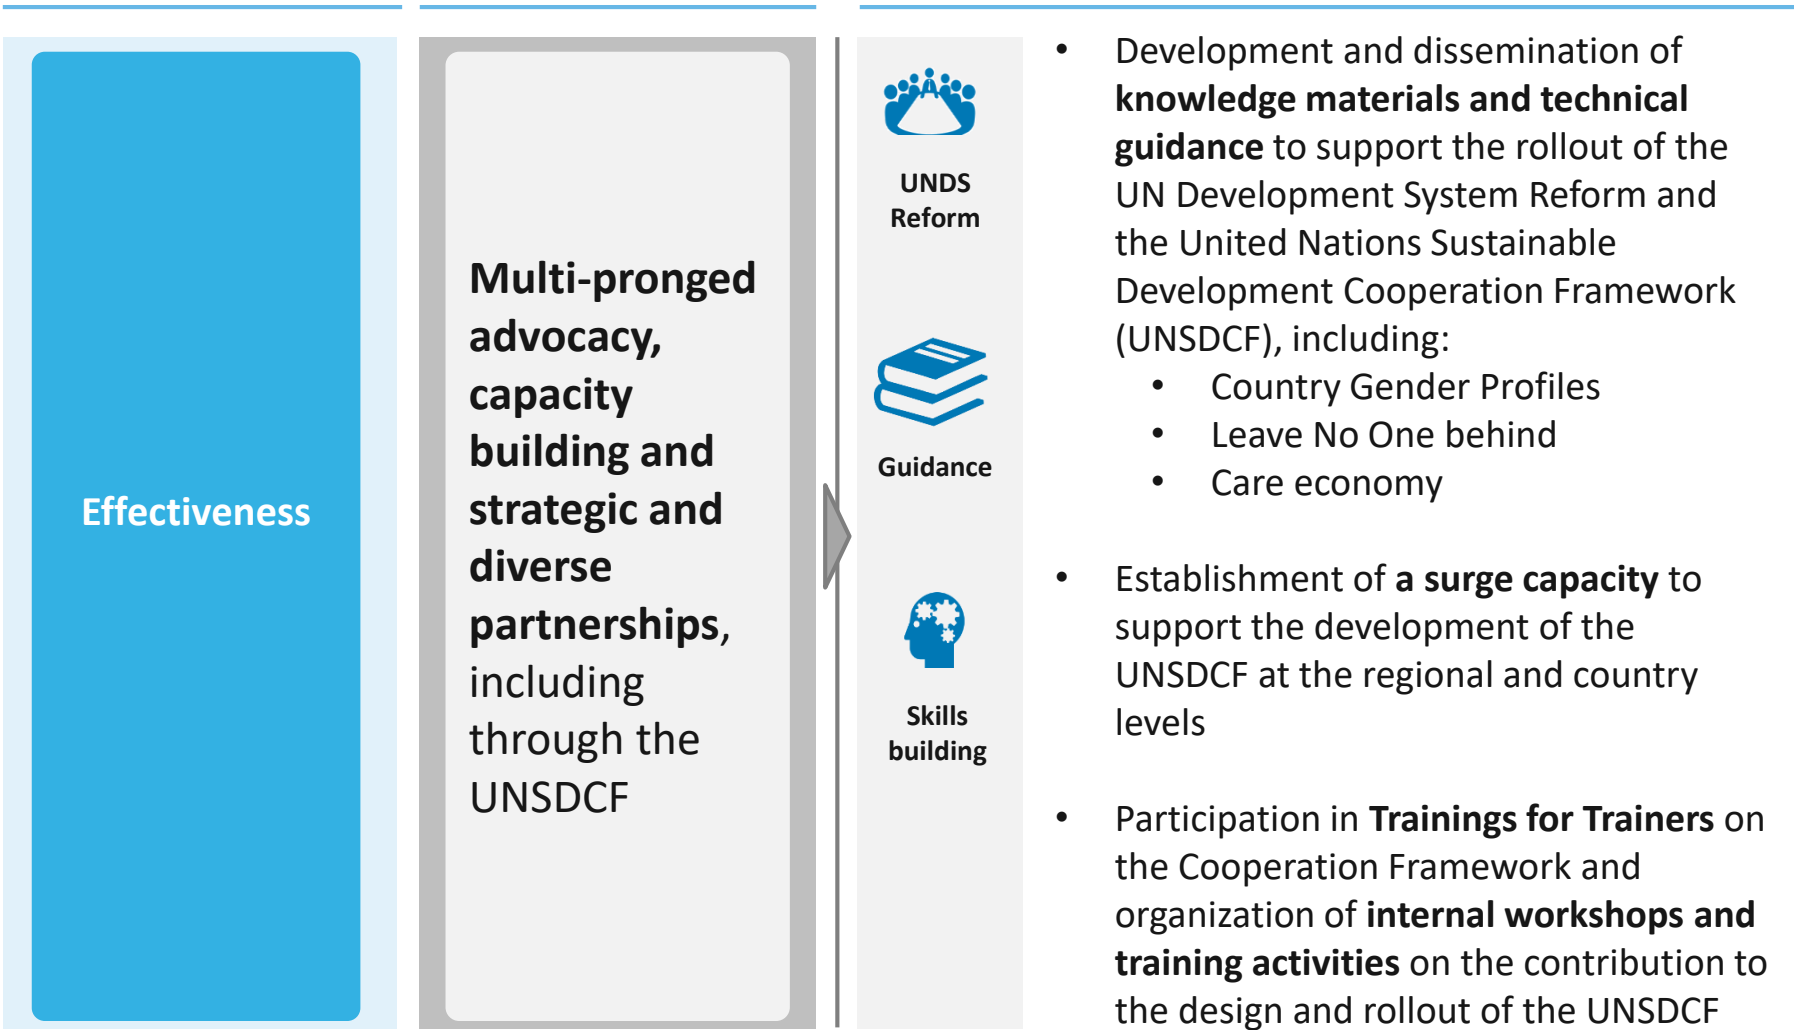 Effectiveness
Multi-pronged
advocacy,
capacity
building and
strategic and
diverse
partnerships,
including
through the
UNSDCF
UNDS
Reform
Guidance
Skills
building
• Development and dissemination of
knowledge materials and technical
guidance to support the rollout of the
UN Development System Reform and
the United Nations Sustainable
Development Cooperation Framework
(UNSDCF), including:
• Country Gender Profiles
• Leave No One behind
• Care economy
• Establishment of a surge capacity to
support the development of the
UNSDCF at the regional and country
levels
• Participation in Trainings for Trainers on
the Cooperation Framework and
organization of internal workshops and
training activities on the contribution to
the design and rollout of the UNSDCF